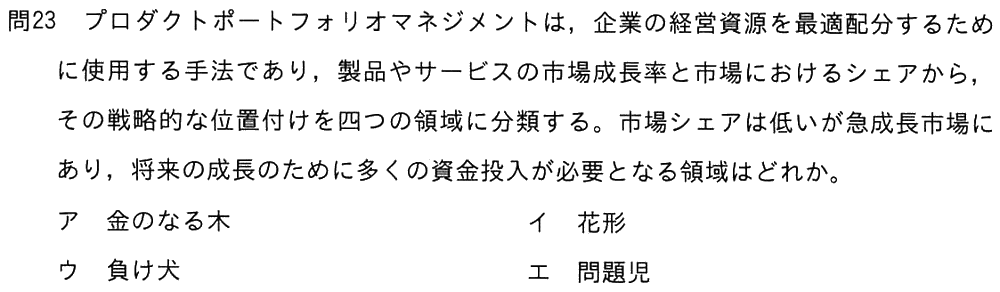 問23 プロダクトポートフォリオマネジメントは，企業の経営資源を最適配分するため
に使用する手法であり，製品やサービスの市場成長率と市場におけるシェアから，
その戦略的な位置付けを四つの領域に分類する。市場シェアは低いが急成長市場に
あり，将来の成長のために多くの資金投入が必要となる領域はどれか。
ア 金のなる木 イ 花形
ウ 負け犬 エ 問題児